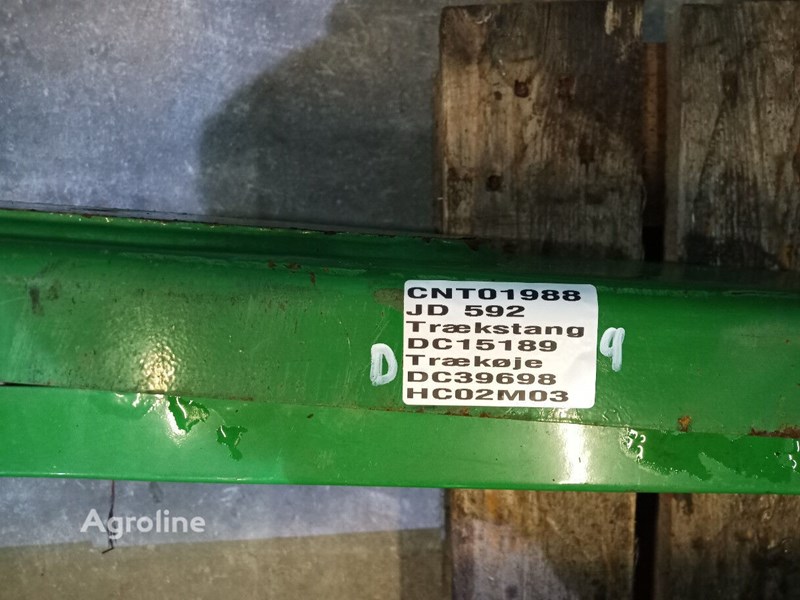 CNT01988
JD 592
Trækstang
DC15189
Trækøje
DC39698
HC02M03
D
9
Agroline